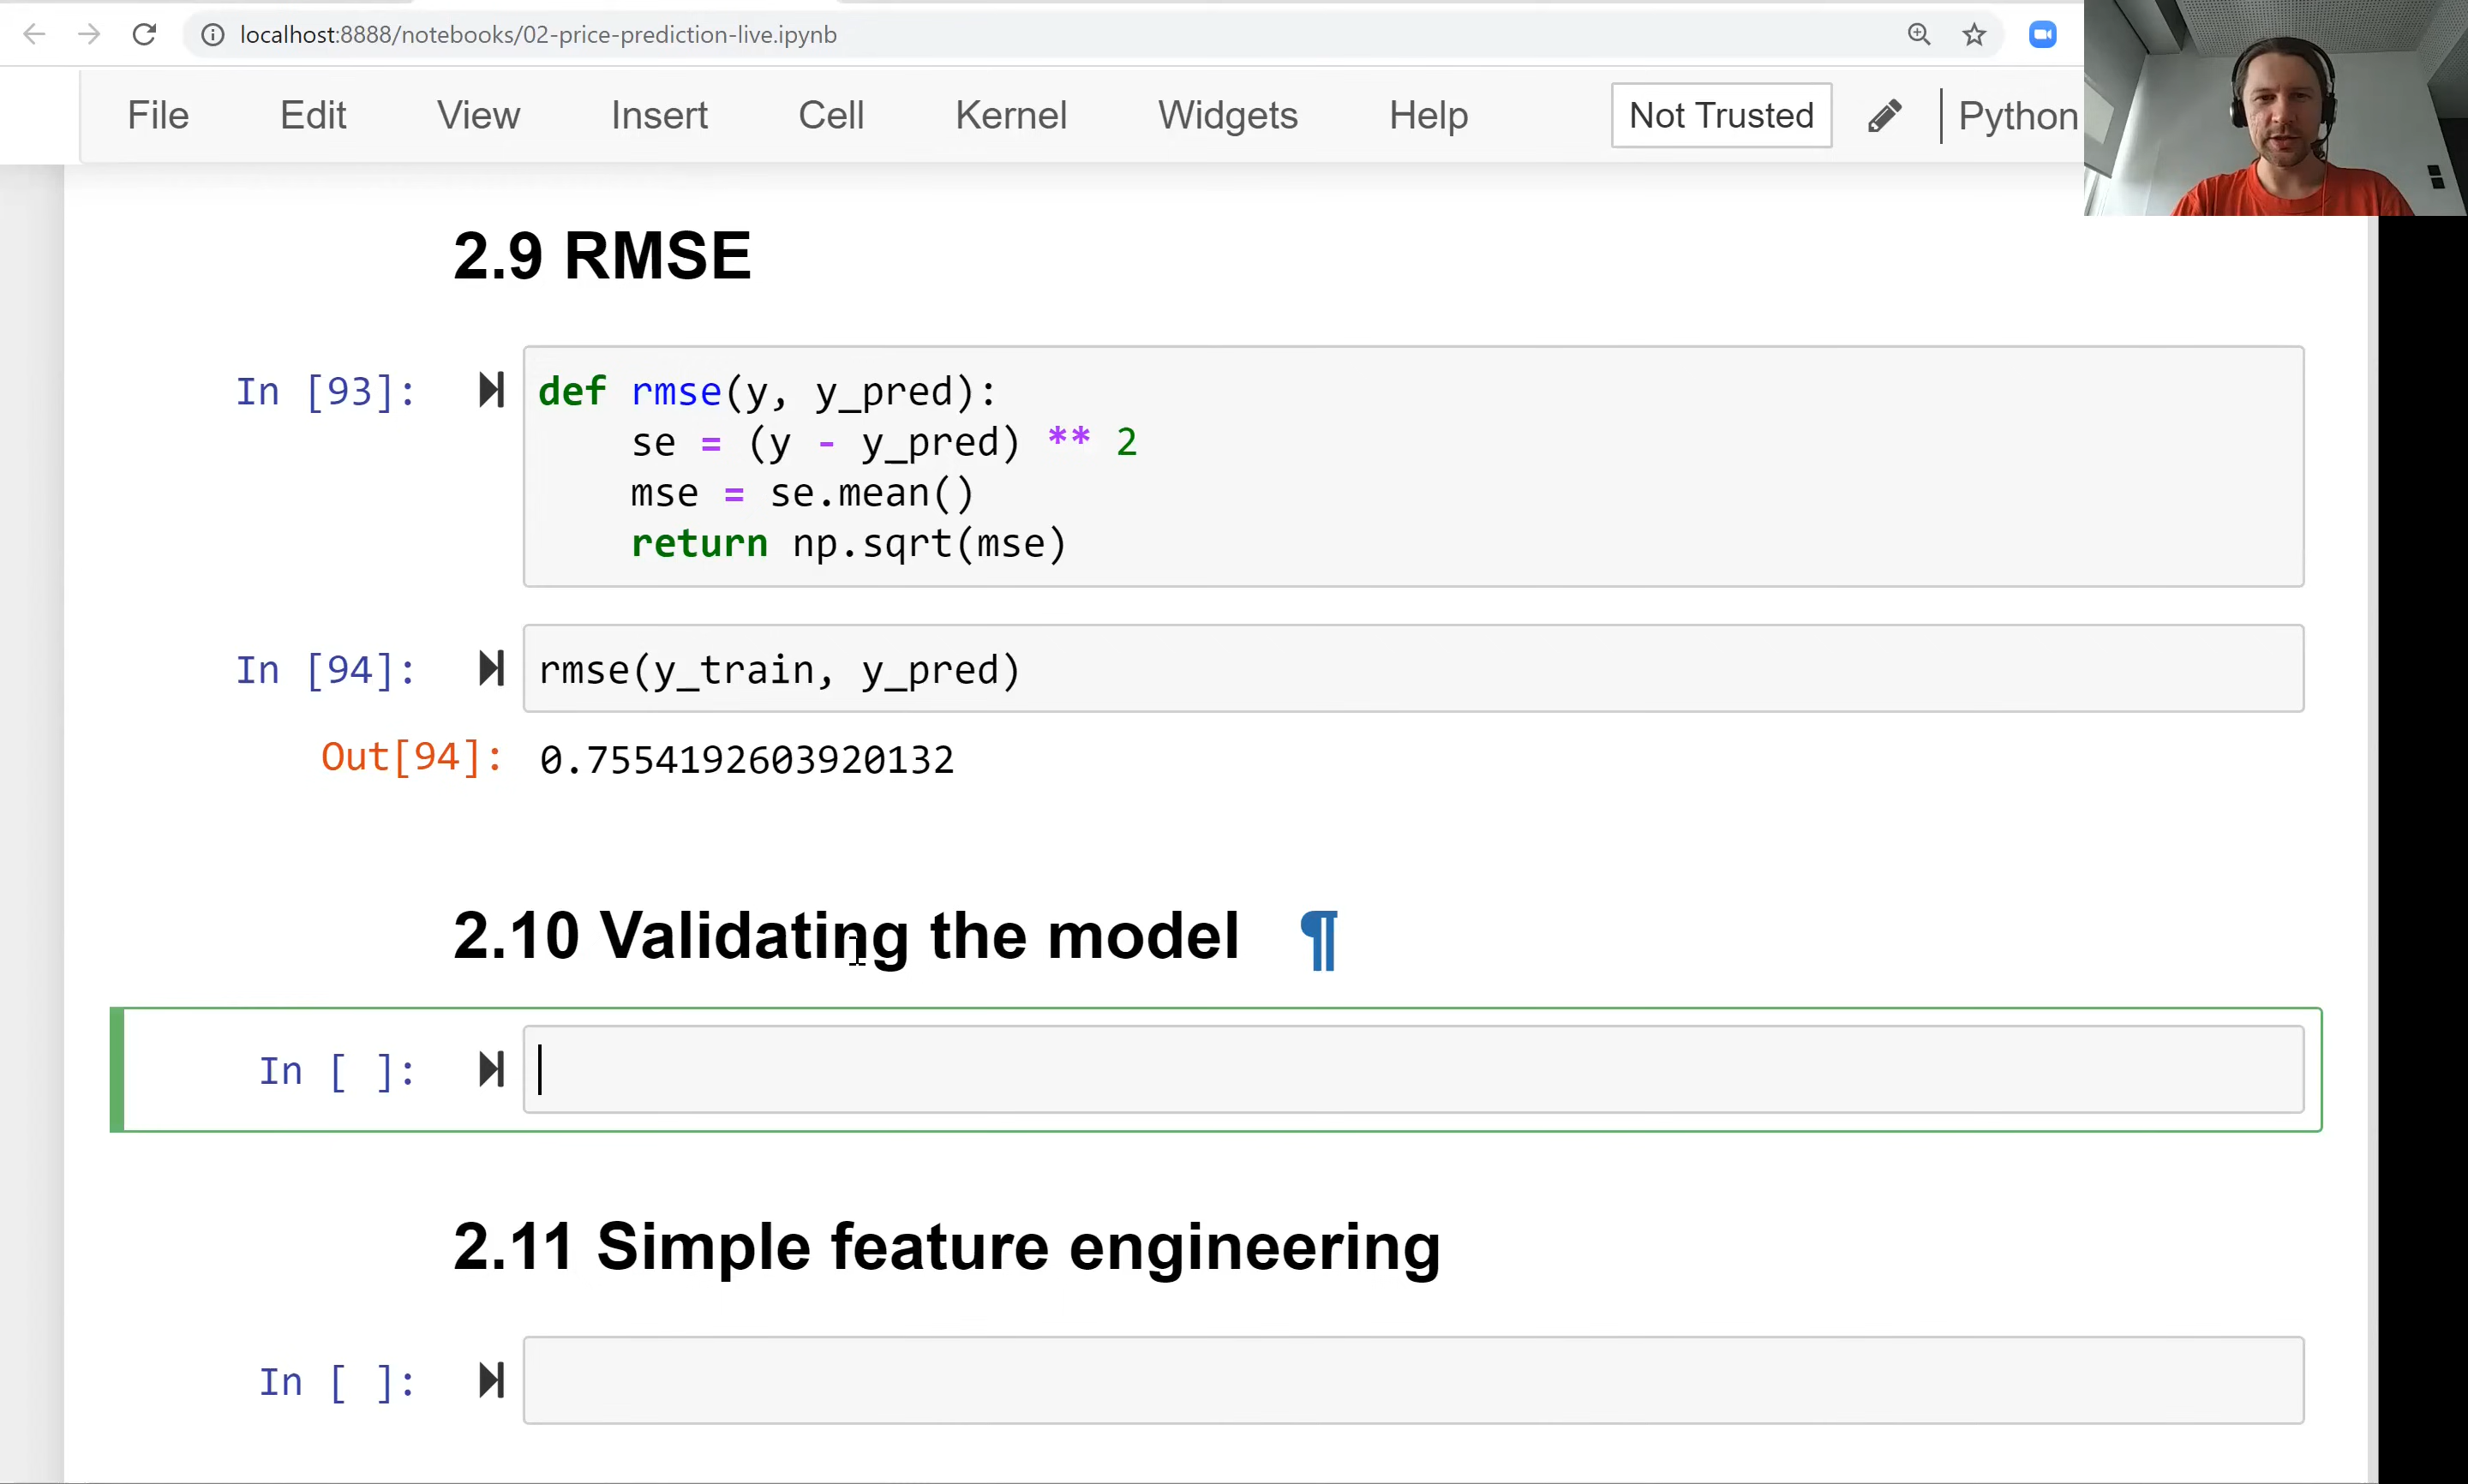 localhost:8888/notebooks/02-price-prediction-live.ipynb
File Edit View Insert Cell Kernel Widgets Help Not Trusted Python
2.9 RMSE
In [93]: def rmse(y, y_pred):
    se = (y - y_pred) ** 2
    mse = se.mean()
    return np.sqrt(mse)
In [94]: rmse(y_train, y_pred)
Out[94]: 0.7554192603920132
2.10 Validating the model ¶
In [ ]:
2.11 Simple feature engineering
In [ ]: